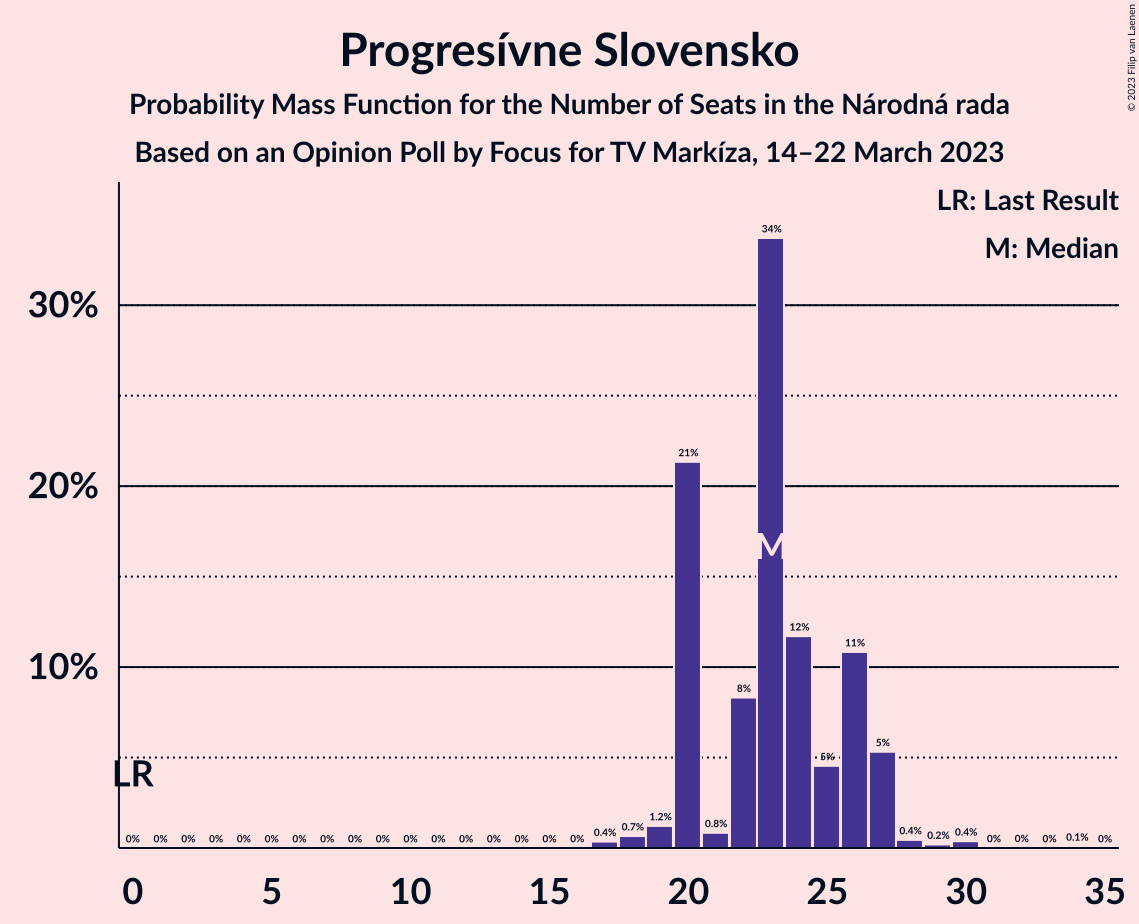 © 2023 Filip van Laenen
Progresívne Slovensko
Probability Mass Function for the Number of Seats in the Národná rada
Based on an Opinion Poll by Focus for TV Markíza, 14–22 March 2023
LR: Last Result
M: Median
30%
20%
10%
LR
M
0% 0% 0% 0% 0% 0% 0% 0% 0% 0% 0% 0% 0% 0% 0% 0% 0% 0.4% 0.7% 1.2% 21% 0.8% 8% 34% 12% 5% 11% 5% 0.4% 0.2% 0.4% 0% 0% 0% 0.1% 0%
0 5 10 15 20 25 30 35